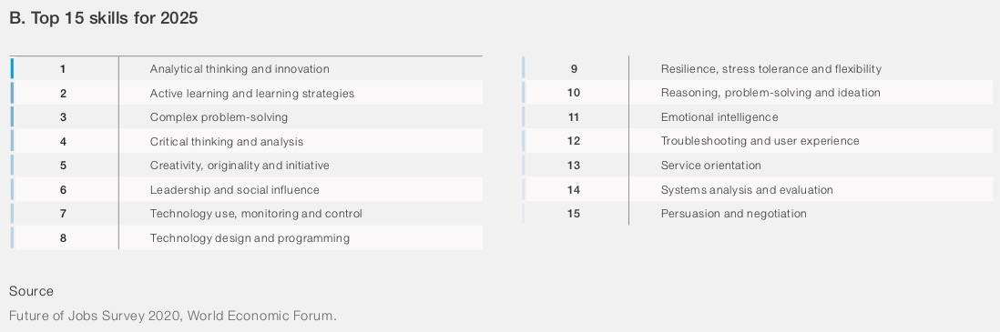 B. Top 15 skills for 2025
1 Analytical thinking and innovation
2 Active learning and learning strategies
3 Complex problem-solving
4 Critical thinking and analysis
5 Creativity, originality and initiative
6 Leadership and social influence
7 Technology use, monitoring and control
8 Technology design and programming
9 Resilience, stress tolerance and flexibility
10 Reasoning, problem-solving and ideation
11 Emotional intelligence
12 Troubleshooting and user experience
13 Service orientation
14 Systems analysis and evaluation
15 Persuasion and negotiation
Source
Future of Jobs Survey 2020, World Economic Forum.